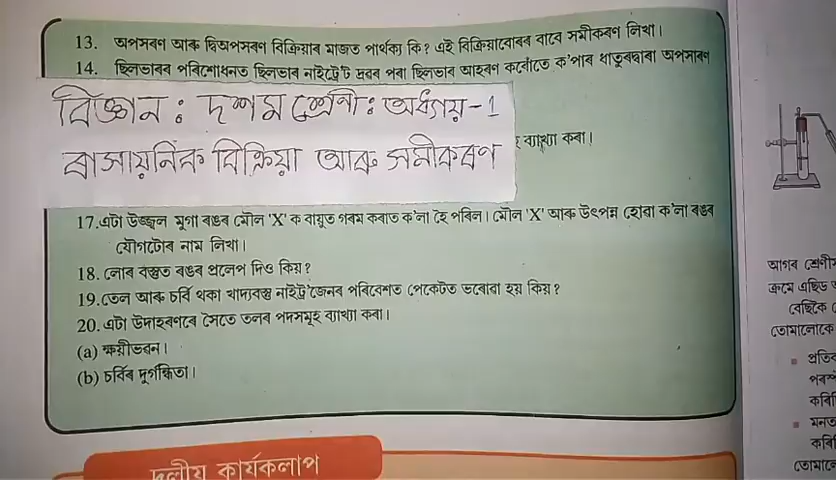 13. অপসৰণ আৰু দ্বিঅপসৰণ বিক্ৰিয়াৰ মাজত পাৰ্থক্য কি? এই বিক্ৰিয়াবোৰৰ বাবে সমীকৰণ লিখা।
14. ছিলভাৰৰ পৰিশোধনত ছিলভাৰ নাইট্ৰেট দ্ৰৱৰ পৰা ছিলভাৰ আহৰণ কৰোঁতে ক'পাৰ ধাতুৰদ্বাৰা অপসাৰণ
বিজ্ঞান : দশম শ্ৰেণী : অধ্যায় - 1
ৰাসায়নিক বিক্ৰিয়া আৰু সমীকৰণ
ব্যাখ্যা কৰা।
17. এটা উজ্জ্বল মুগা ৰঙৰ মৌল 'X' ক বায়ুত গৰম কৰাত ক'লা হৈ পৰিল। মৌল 'X' আৰু উৎপন্ন হোৱা ক'লা ৰঙৰ
যৌগটোৰ নাম লিখা।
18. লোৰ বস্তুত ৰঙৰ প্ৰলেপ দিও কিয়?
19. তেল আৰু চৰ্বি থকা খাদ্যবস্তু নাইট্ৰ'জেনৰ পৰিবেশত পেকেটত ভৰোৱা হয় কিয়?
20. এটা উদাহৰণৰে সৈতে তলৰ পদসমূহ ব্যাখ্যা কৰা।
(a) ক্ষয়ীভৱন।
(b) চৰ্বিৰ দুৰ্গন্ধিতা।
দলীয় কাৰ্যকলাপ
আগৰ
ক্ৰমে এছিড
তোমালোকে